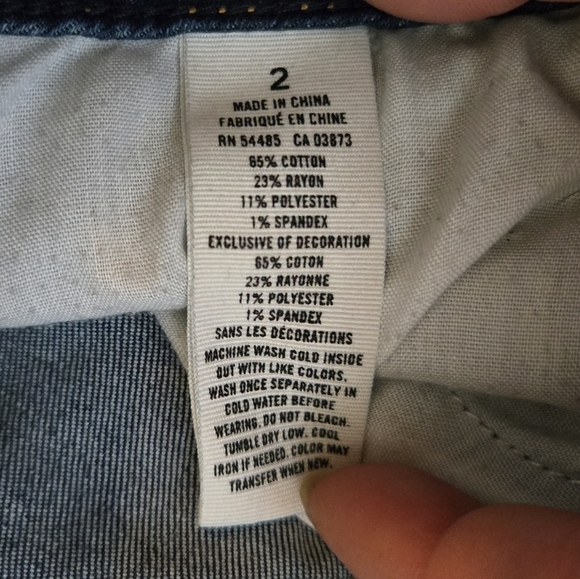 2
MADE IN CHINA
FABRIQUÉ EN CHINE
RN 54485 CA 03873
65% COTTON
23% RAYON
11% POLYESTER
1% SPANDEX
EXCLUSIVE OF DECORATION
65% COTON
23% RAYONNE
11% POLYESTER
1% SPANDEX
SANS LES DÉCORATIONS
MACHINE WASH COLD INSIDE
OUT WITH LIKE COLORS.
WASH ONCE SEPARATELY IN
COLD WATER BEFORE
WEARING. DO NOT BLEACH.
TUMBLE DRY LOW. COOL
IRON IF NEEDED. COLOR MAY
TRANSFER WHEN NEW.